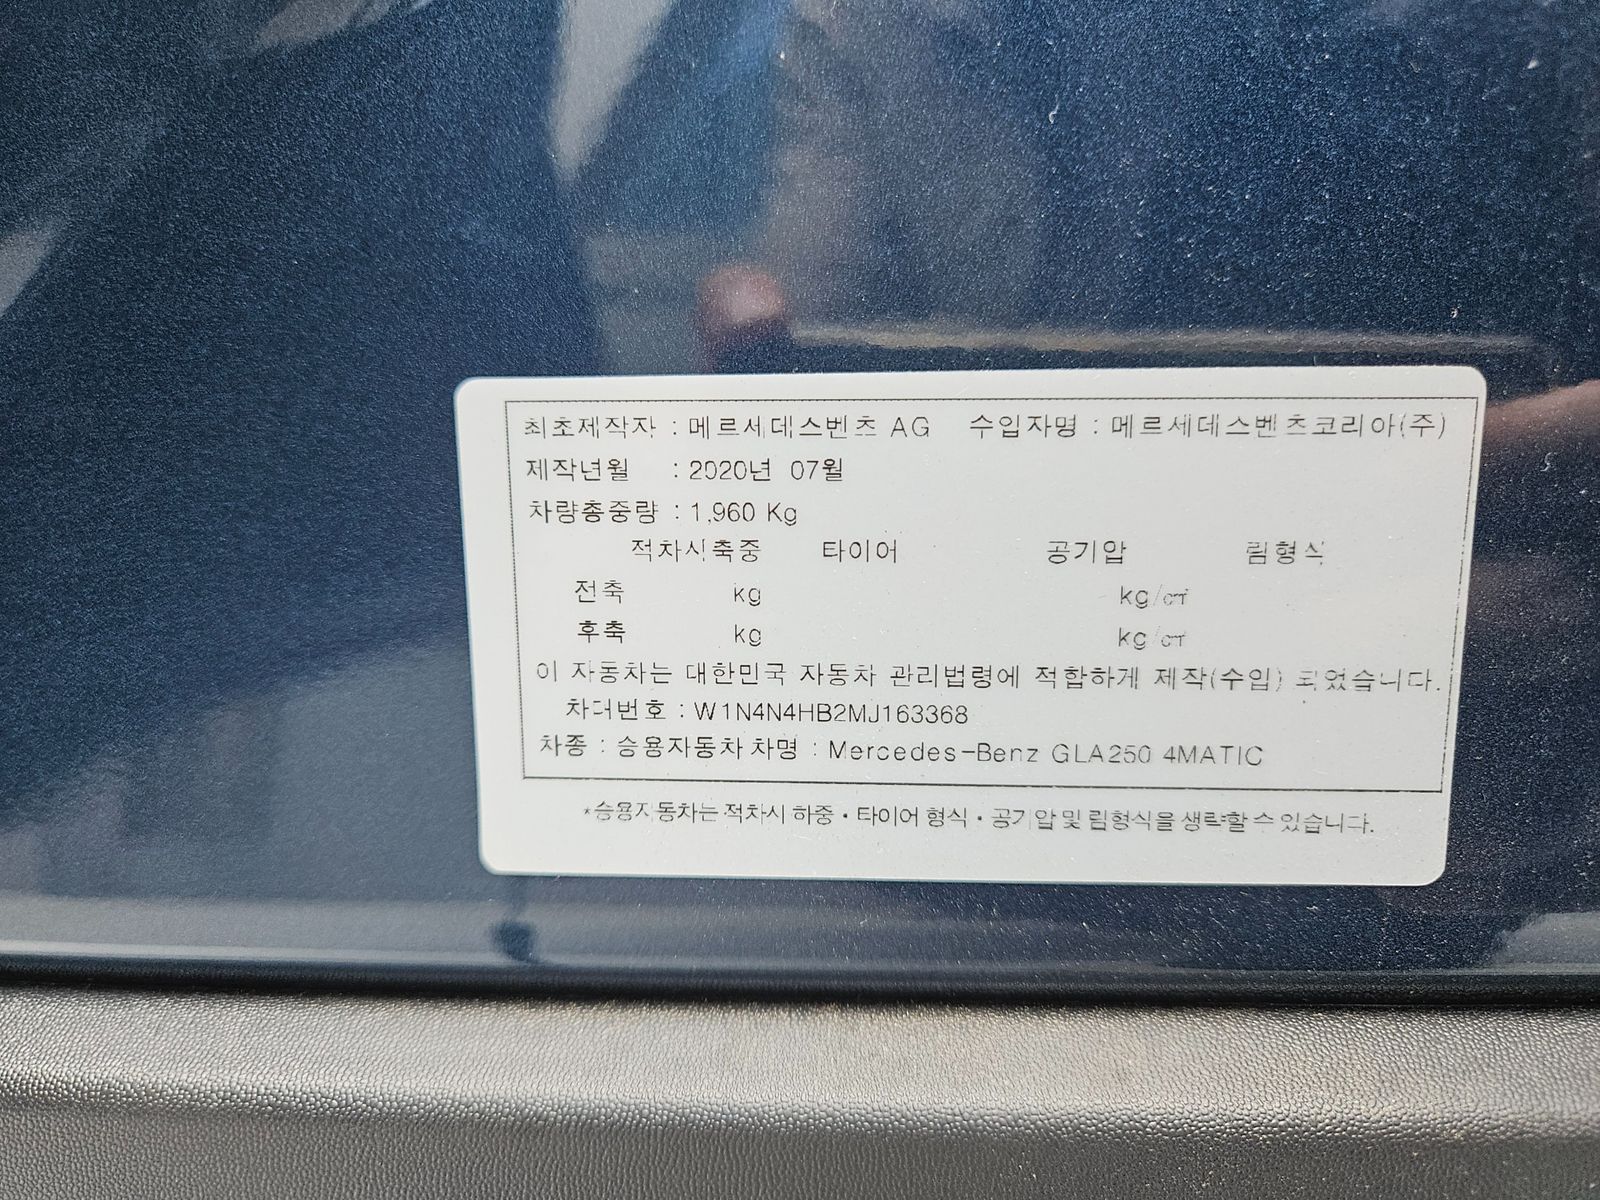 최초제작자 : 메르세데스벤츠 AG 수입자명 : 메르세데스벤츠코리아(주)
제작년월 : 2020년 07월
차량총중량 : 1,960 Kg
적차시축중 타이어 공기압 림형식
전축 kg kg/㎠
후축 kg kg/㎠
이 자동차는 대한민국 자동차 관리법령에 적합하게 제작(수입) 되었습니다.
차대번호 : W1N4N4HB2MJ163368
차종 : 승용자동차 차명 : Mercedes-Benz GLA250 4MATIC
*승용자동차는 적차시 하중・타이어 형식・공기압 및 림형식을 생략할 수 있습니다.